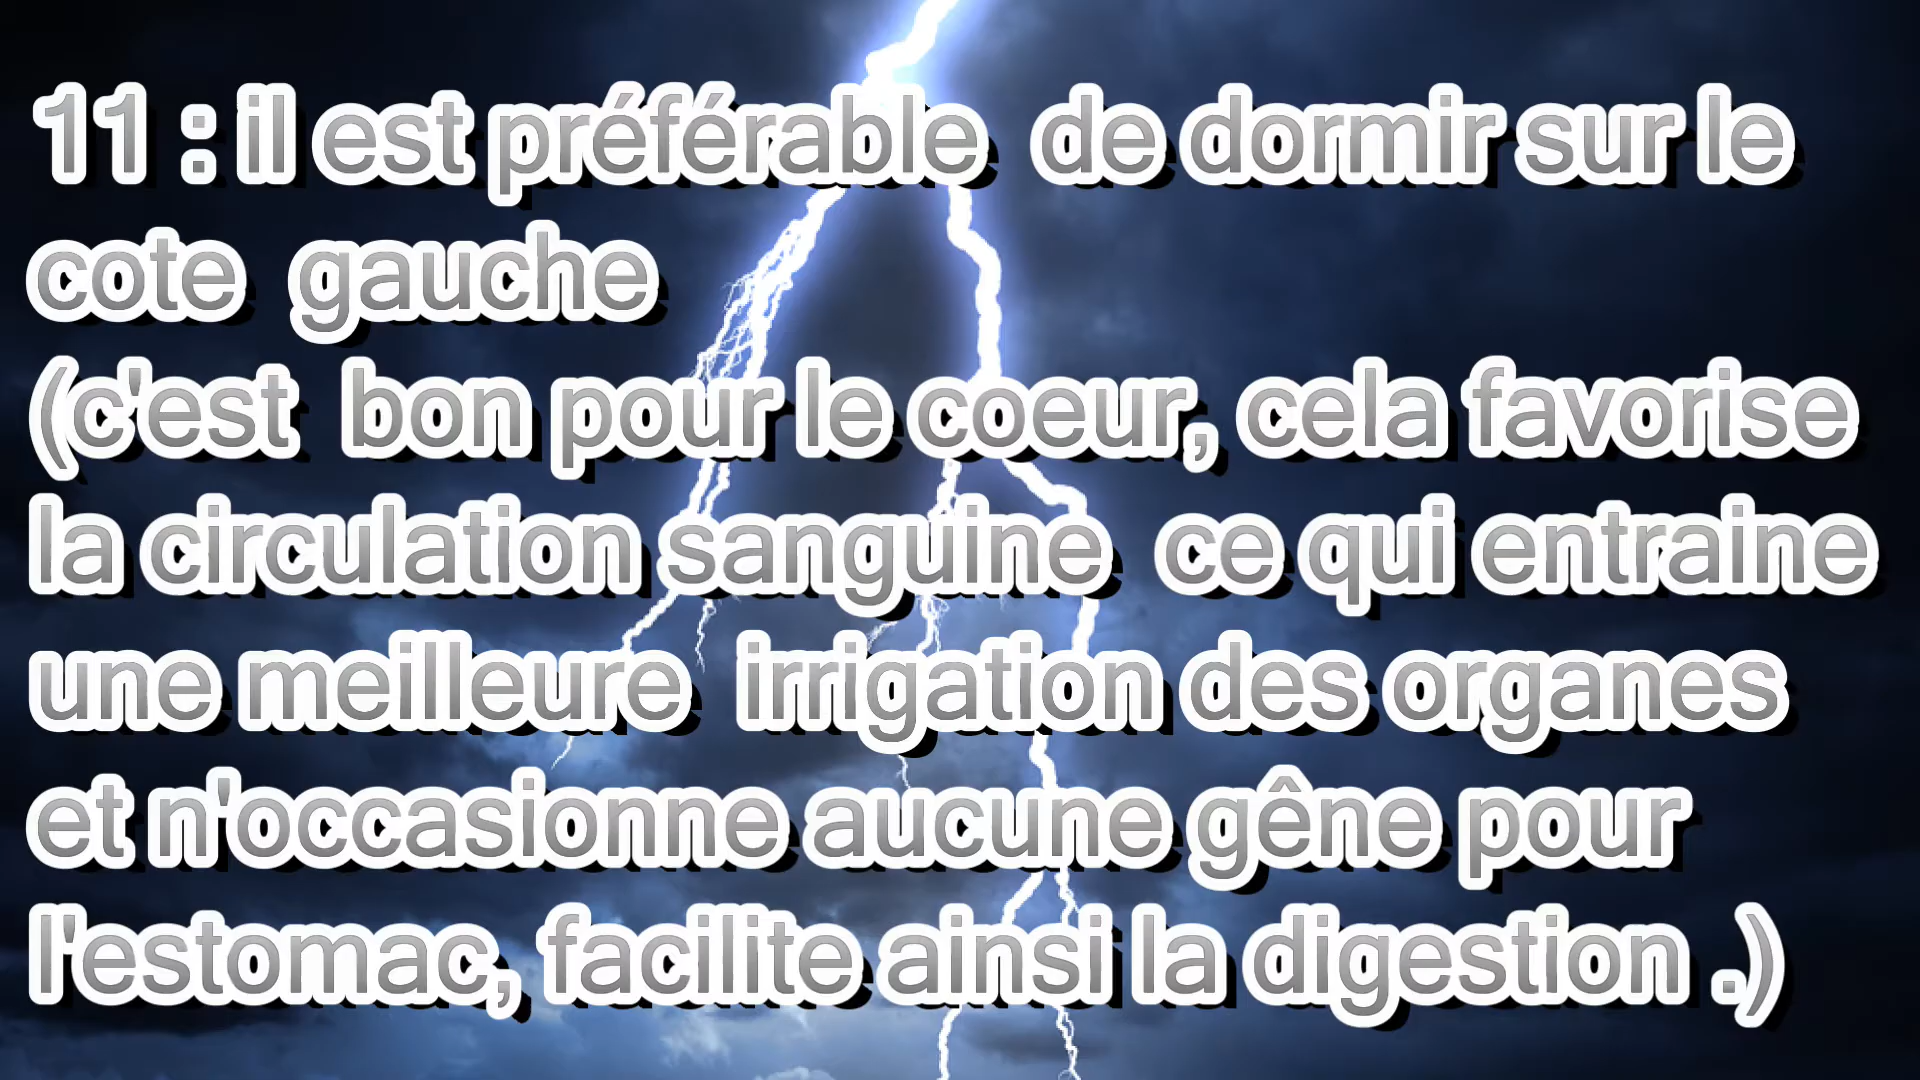 11 : il est préférable  de dormir sur le
cote  gauche
(c'est  bon pour le coeur, cela favorise
la circulation sanguine  ce qui entraine
une meilleure  irrigation des organes
et n'occasionne aucune gêne pour
l'estomac, facilite ainsi la digestion .)